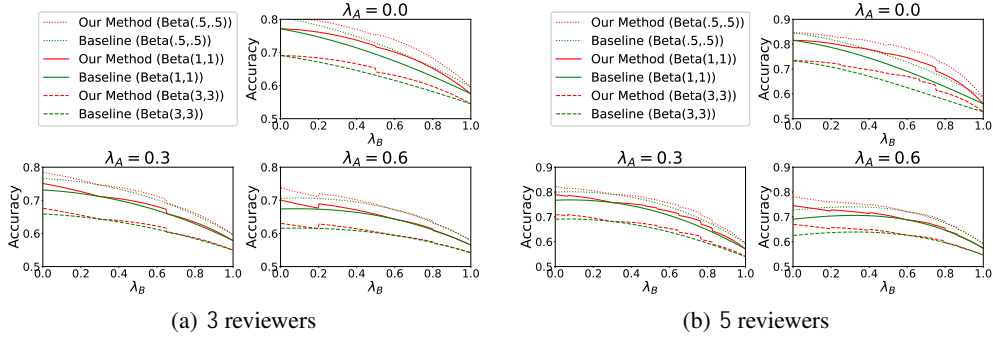 Our Method (Beta(.5,.5))
Baseline (Beta(.5,.5))
Our Method (Beta(1,1))
Baseline (Beta(1,1))
Our Method (Beta(3,3))
Baseline (Beta(3,3))
λA = 0.0
Accuracy
0.8
0.7
0.6
0.5
0.0 0.2 0.4 0.6 0.8 1.0
λB
λA = 0.3
Accuracy
0.8
0.7
0.6
0.5
0.0 0.2 0.4 0.6 0.8 1.0
λB
λA = 0.6
Accuracy
0.8
0.7
0.6
0.5
0.0 0.2 0.4 0.6 0.8 1.0
λB
(a) 3 reviewers
Our Method (Beta(.5,.5))
Baseline (Beta(.5,.5))
Our Method (Beta(1,1))
Baseline (Beta(1,1))
Our Method (Beta(3,3))
Baseline (Beta(3,3))
λA = 0.0
Accuracy
0.9
0.8
0.7
0.6
0.5
0.0 0.2 0.4 0.6 0.8 1.0
λB
λA = 0.3
Accuracy
0.9
0.8
0.7
0.6
0.5
0.0 0.2 0.4 0.6 0.8 1.0
λB
λA = 0.6
Accuracy
0.9
0.8
0.7
0.6
0.5
0.0 0.2 0.4 0.6 0.8 1.0
λB
(b) 5 reviewers